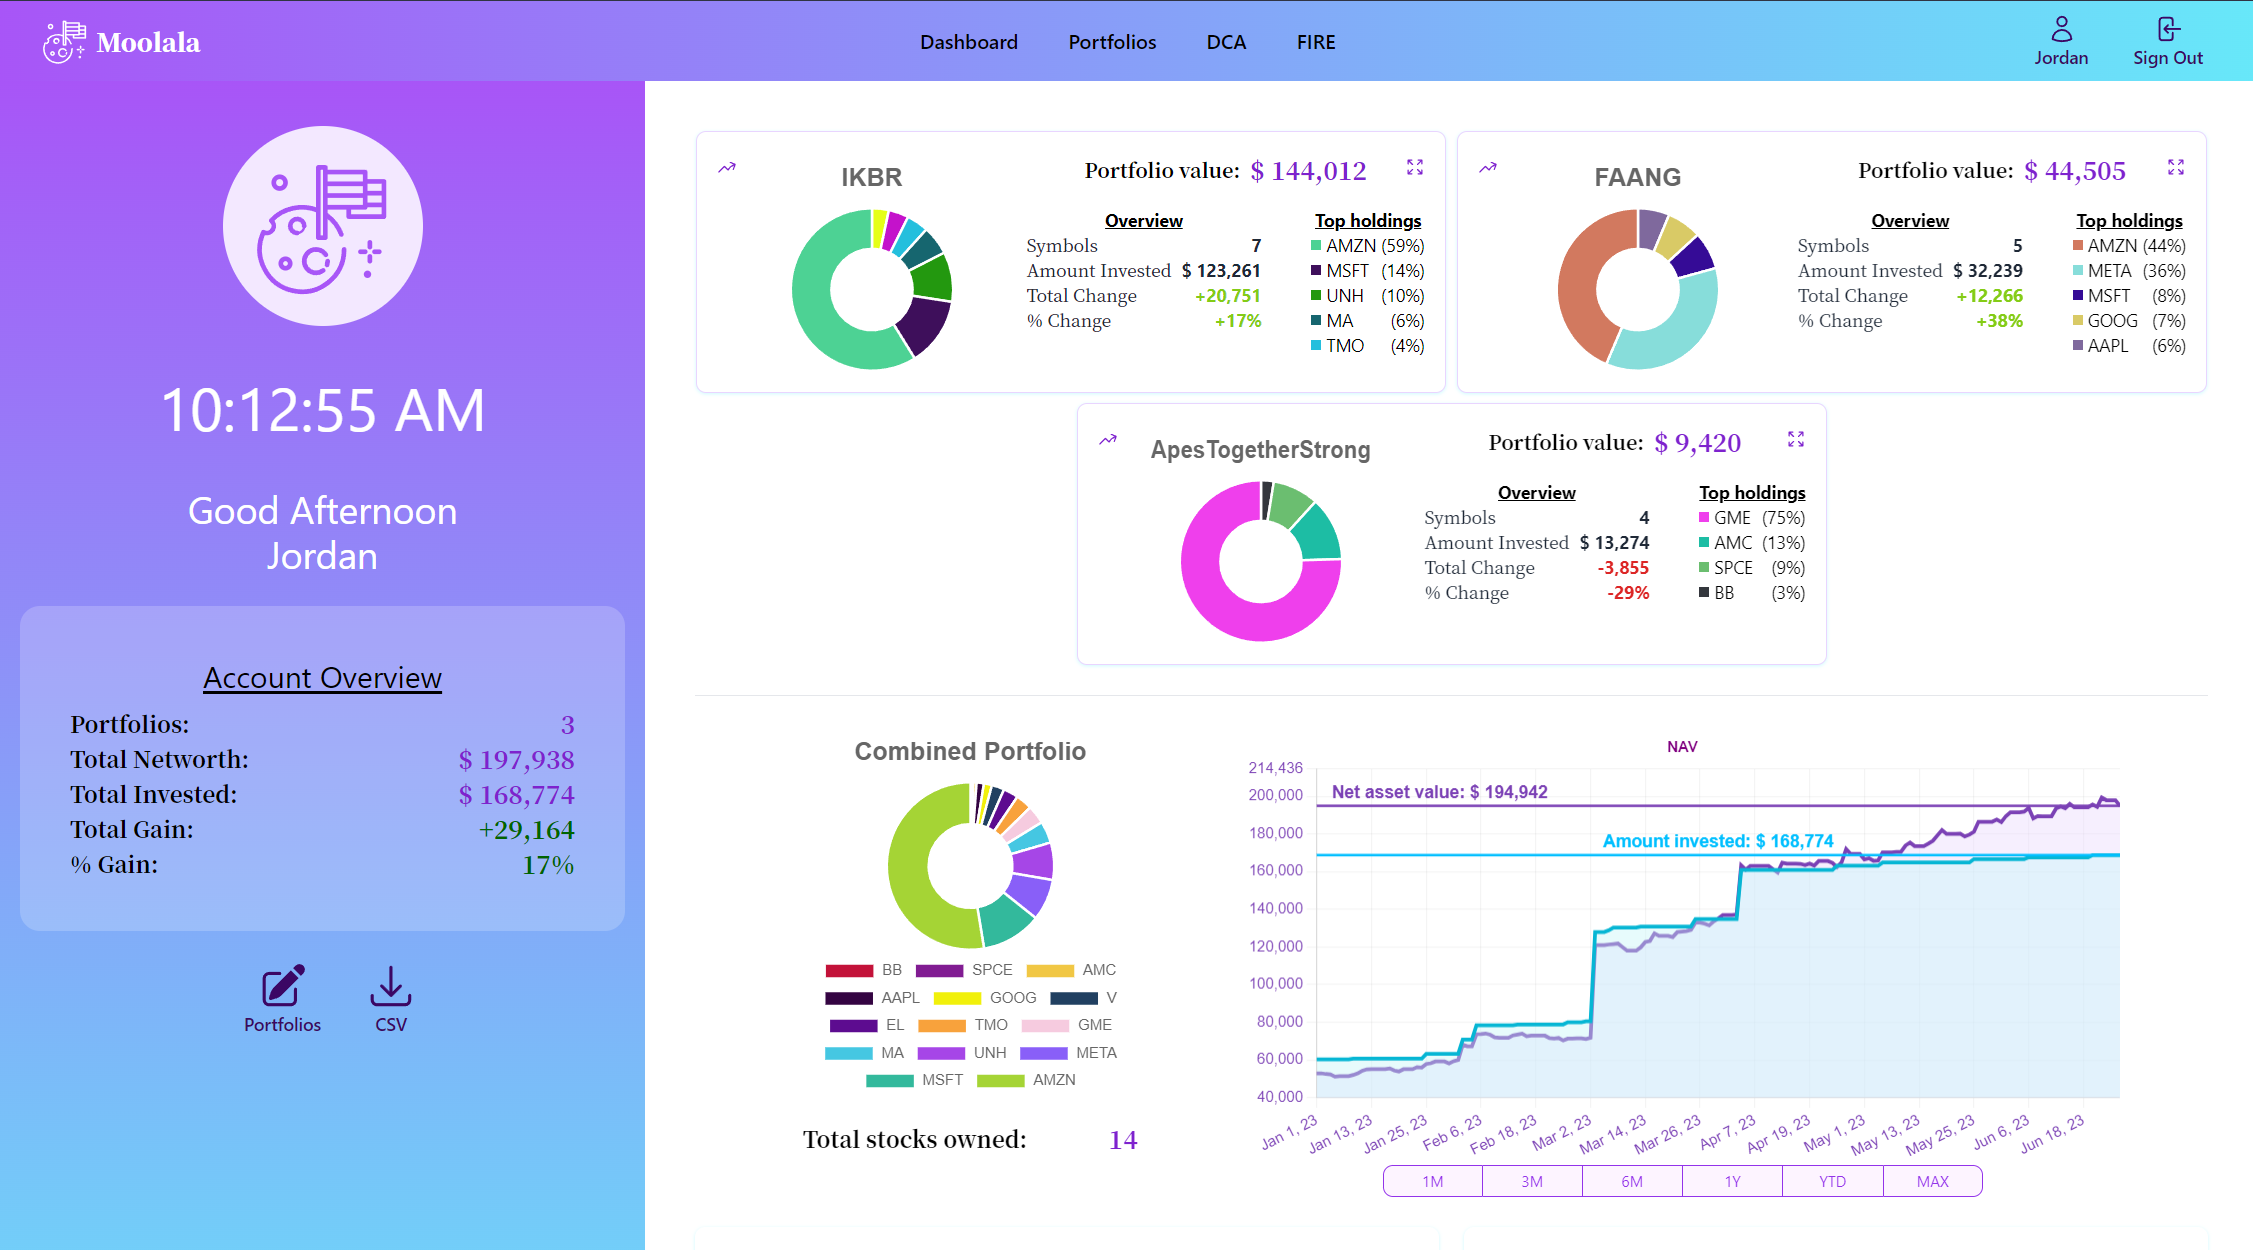 Moolala
Dashboard Portfolios DCA FIRE
Jordan Sign Out
10:12:55 AM
Good Afternoon
Jordan
Account Overview
Portfolios: 3
Total Networth: $ 197,938
Total Invested: $ 168,774
Total Gain: +29,164
% Gain: 17%
Portfolios CSV
IKBR
Portfolio value: $ 144,012
Overview Top holdings
Symbols 7 AMZN (59%)
Amount Invested $ 123,261 MSFT (14%)
Total Change +20,751 UNH (10%)
% Change +17% MA (6%)
TMO (4%)
FAANG
Portfolio value: $ 44,505
Overview Top holdings
Symbols 5 AMZN (44%)
Amount Invested $ 32,239 META (36%)
Total Change +12,266 MSFT (8%)
% Change +38% GOOG (7%)
AAPL (6%)
ApesTogetherStrong
Portfolio value: $ 9,420
Overview Top holdings
Symbols 4 GME (75%)
Amount Invested $ 13,274 AMC (13%)
Total Change -3,855 SPCE (9%)
% Change -29% BB (3%)
Combined Portfolio
BB SPCE AMC
AAPL GOOG V
EL TMO GME
MA UNH META
MSFT AMZN
Total stocks owned: 14
NAV
214,436
200,000
180,000
160,000
140,000
120,000
100,000
80,000
60,000
40,000
Net asset value: $ 194,942
Amount invested: $ 168,774
Jan 1, 23 Jan 13, 23 Jan 25, 23 Feb 6, 23 Feb 18, 23 Mar 2, 23 Mar 14, 23 Mar 26, 23 Apr 7, 23 Apr 19, 23 May 1, 23 May 13, 23 May 25, 23 Jun 6, 23 Jun 18, 23
1M 3M 6M 1Y YTD MAX